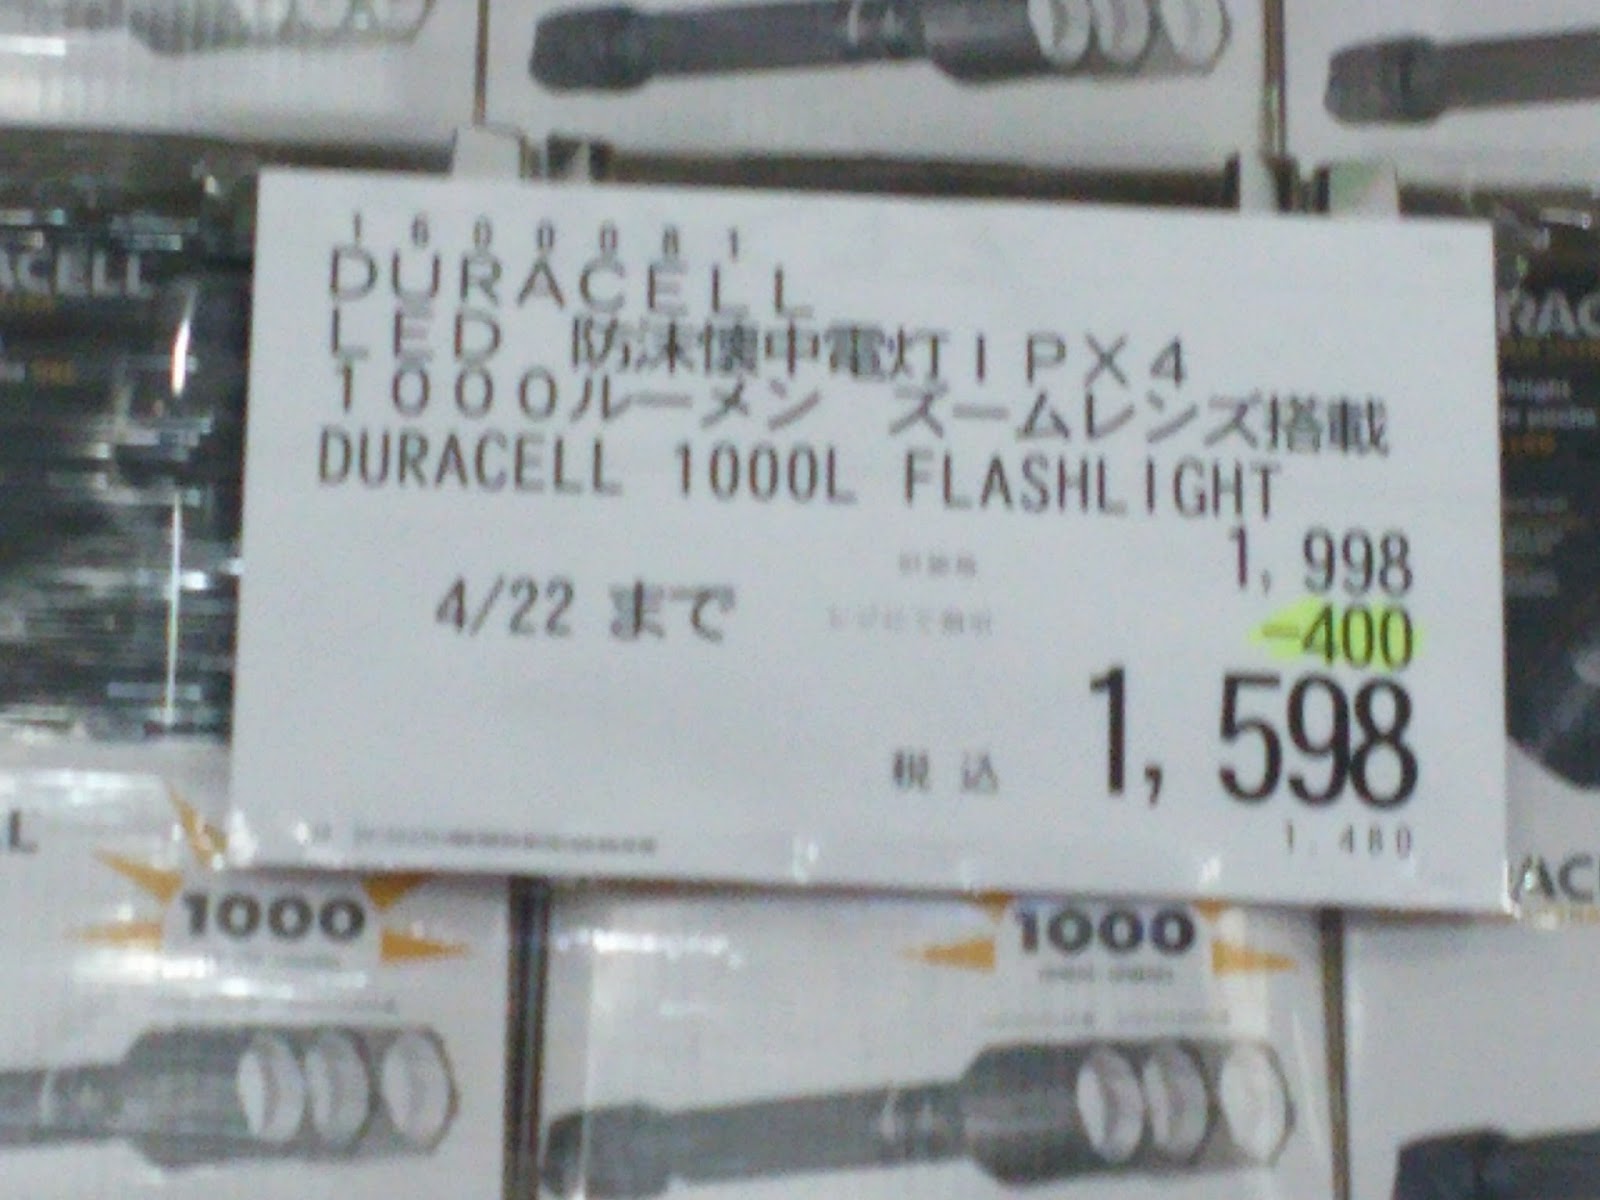 1600081
DURACELL
LED 防沫懐中電灯IPX4
1000ルーメン ズームレンズ搭載
DURACELL 1000L FLASHLIGHT
1,998
4/22 まで
-400
税込 1,598
1.480
1000
1000